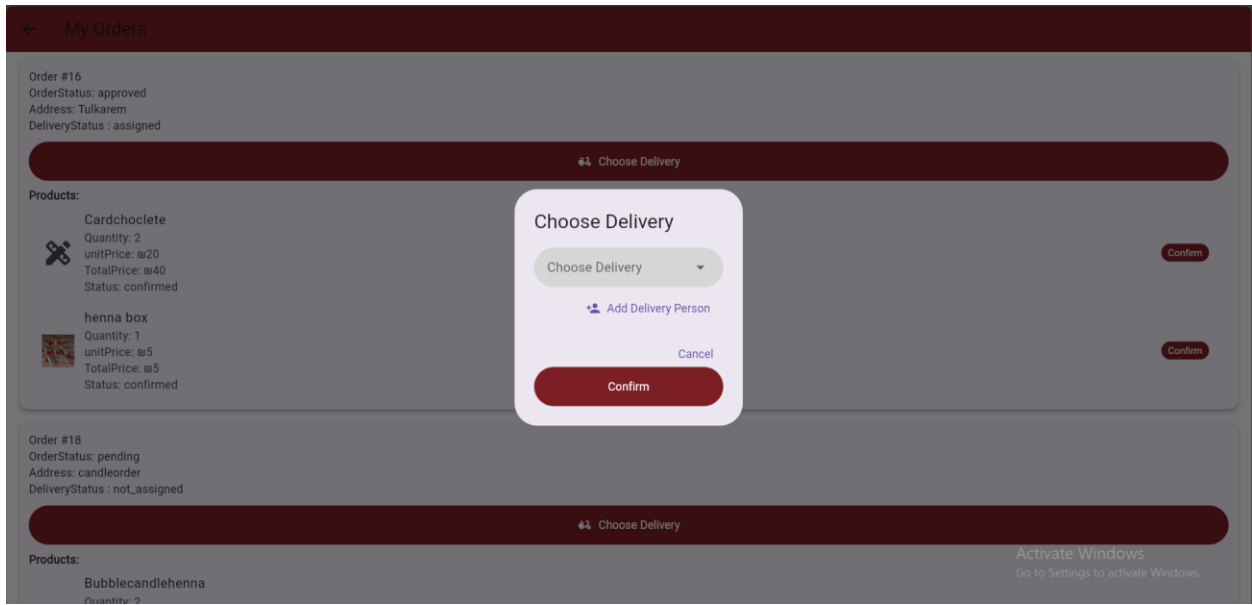 My Orders
Order #16
OrderStatus: approved
Address: Tulkarem
DeliveryStatus : assigned
Choose Delivery
Products:
Cardchoclete
Quantity: 2
unitPrice: ₪20
TotalPrice: ₪40
Status: confirmed
Confirm
henna box
Quantity: 1
unitPrice: ₪5
TotalPrice: ₪5
Status: confirmed
Confirm
Choose Delivery
Choose Delivery
Add Delivery Person
Cancel
Confirm
Order #18
OrderStatus: pending
Address: candleorder
DeliveryStatus : not_assigned
Choose Delivery
Products:
Bubblecandlehenna
Quantity: 2
Activate Windows
Go to Settings to activate Windows.